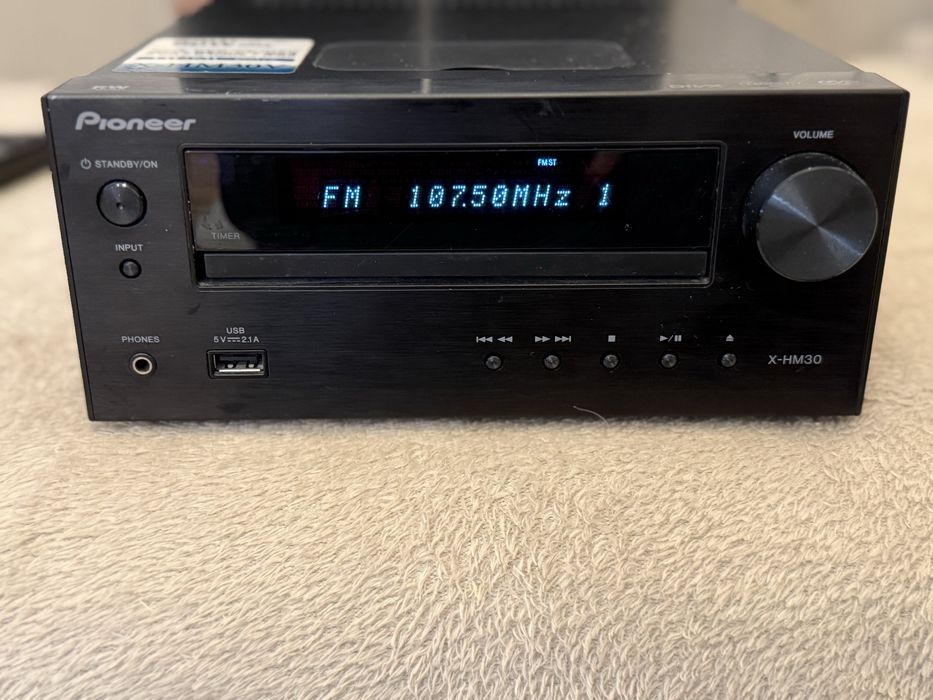 Pioneer
VOLUME
STANDBY/ON
FM ST
FM 107.50MHz 1
TIMER
INPUT
PHONES
USB
5V 2.1A
X-HM30